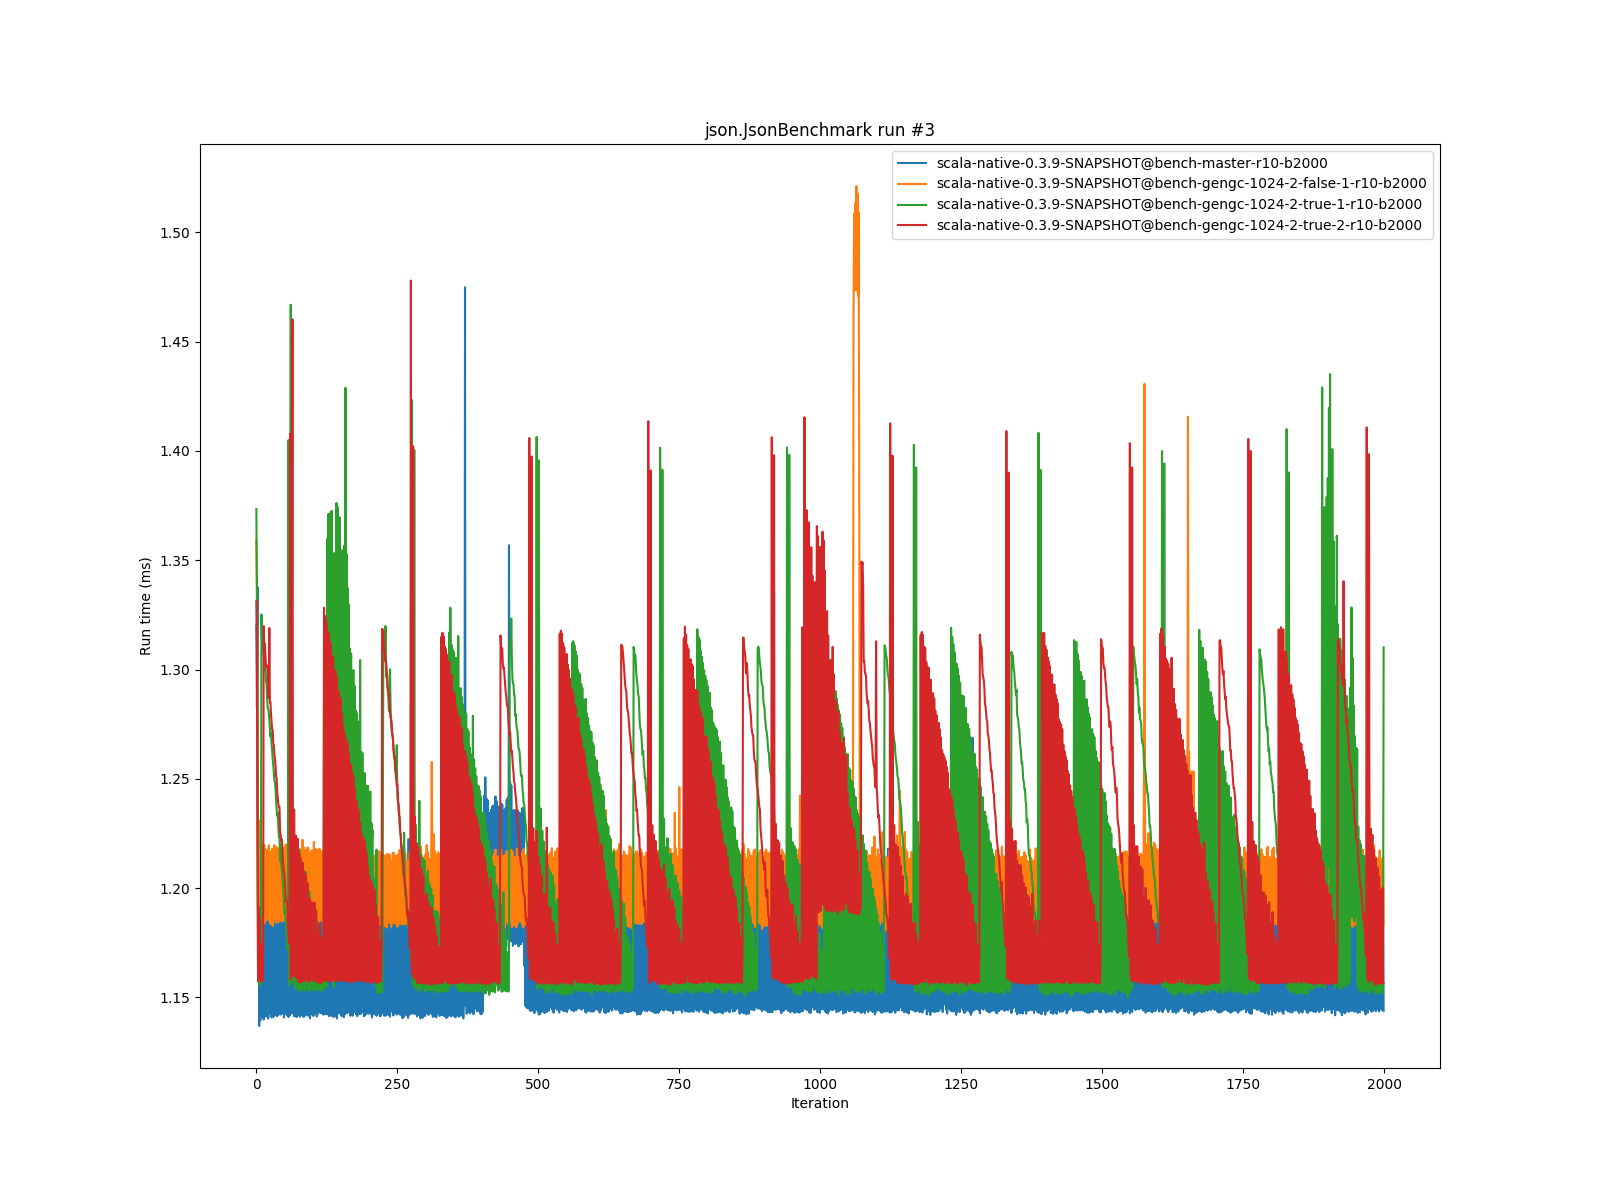 json.JsonBenchmark run #3
scala-native-0.3.9-SNAPSHOT@bench-master-r10-b2000
scala-native-0.3.9-SNAPSHOT@bench-gengc-1024-2-false-1-r10-b2000
scala-native-0.3.9-SNAPSHOT@bench-gengc-1024-2-true-1-r10-b2000
scala-native-0.3.9-SNAPSHOT@bench-gengc-1024-2-true-2-r10-b2000
Run time (ms)
1.50
1.45
1.40
1.35
1.30
1.25
1.20
1.15
0 250 500 750 1000 1250 1500 1750 2000
Iteration